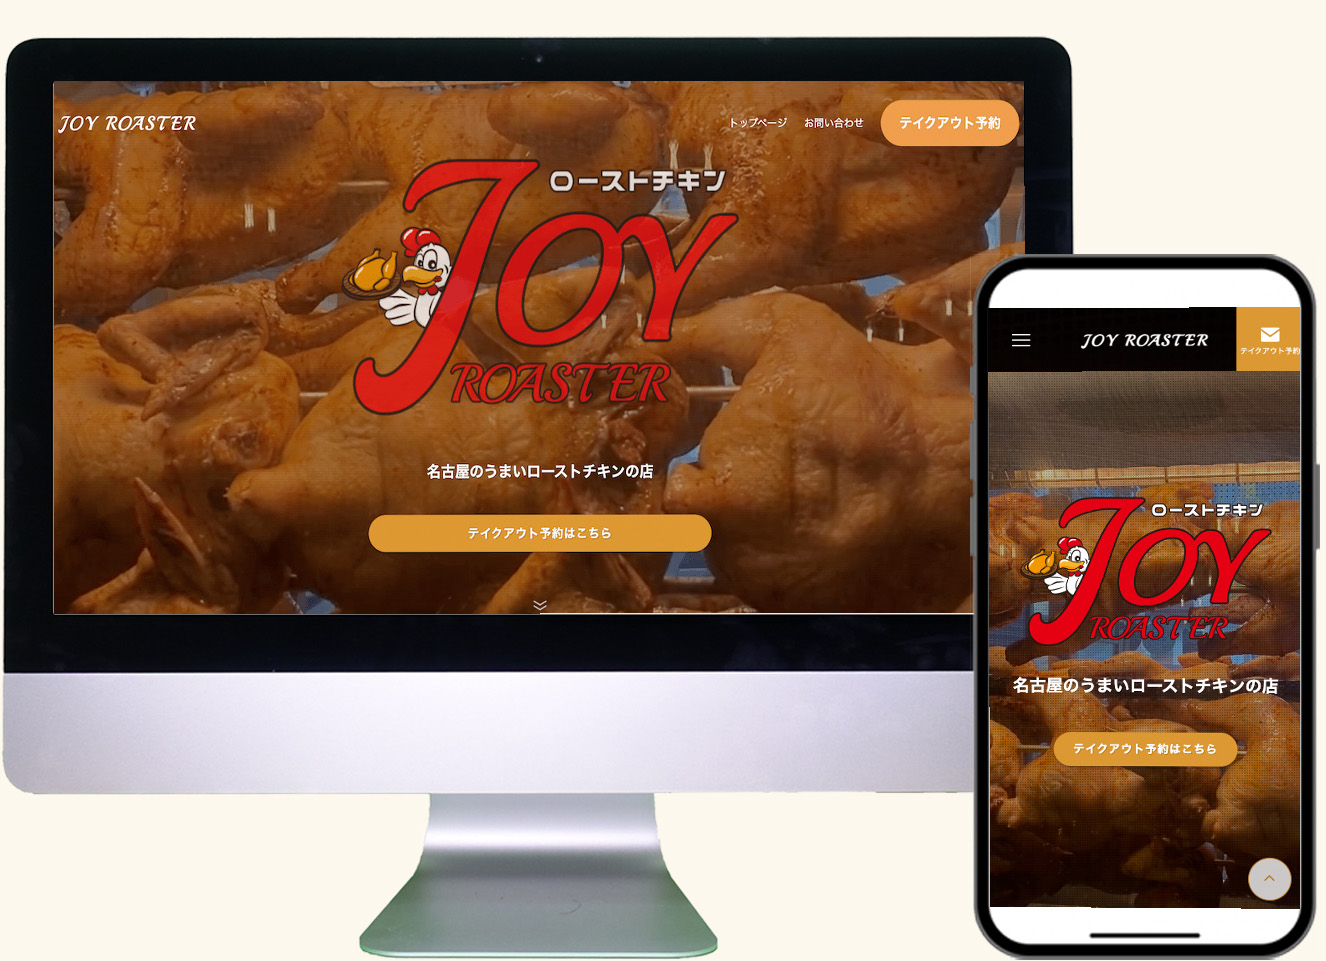 JOY ROASTER
トップページ
お問い合わせ
テイクアウト予約
ローストチキン
JOY
ROASTER
名古屋のうまいローストチキンの店
テイクアウト予約はこちら
JOY ROASTER
テイクアウト予約
ローストチキン
JOY
ROASTER
名古屋のうまいローストチキンの店
テイクアウト予約はこちら